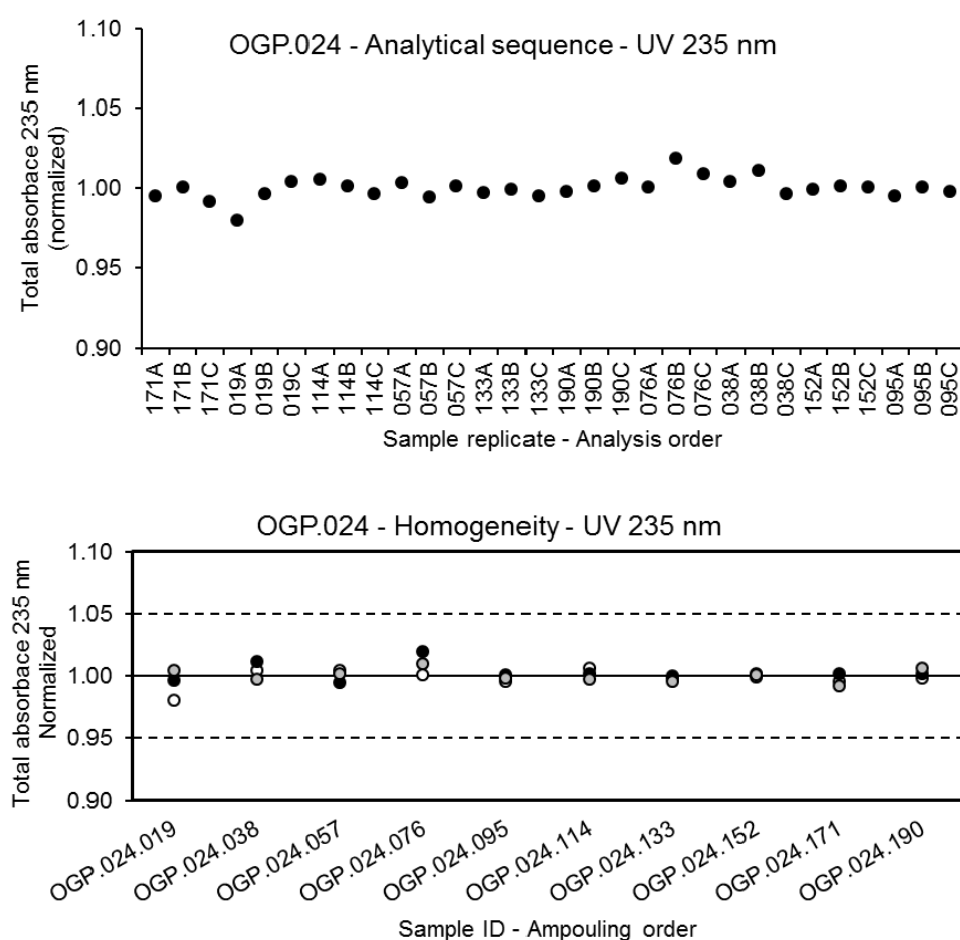 OGP.024 - Analytical sequence - UV 235 nm
Total absorbace 235 nm
(normalized)
1.10
1.05
1.00
0.95
0.90
171A 171B 171C 019A 019B 019C 114A 114B 114C 057A 057B 057C 133A 133B 133C 190A 190B 190C 076A 076B 076C 038A 038B 038C 152A 152B 152C 095A 095B 095C
Sample replicate - Analysis order
OGP.024 - Homogeneity - UV 235 nm
Total absorbace 235 nm
Normalized
1.10
1.05
1.00
0.95
0.90
OGP.024.019 OGP.024.038 OGP.024.057 OGP.024.076 OGP.024.095 OGP.024.114 OGP.024.133 OGP.024.152 OGP.024.171 OGP.024.190
Sample ID - Ampouling order